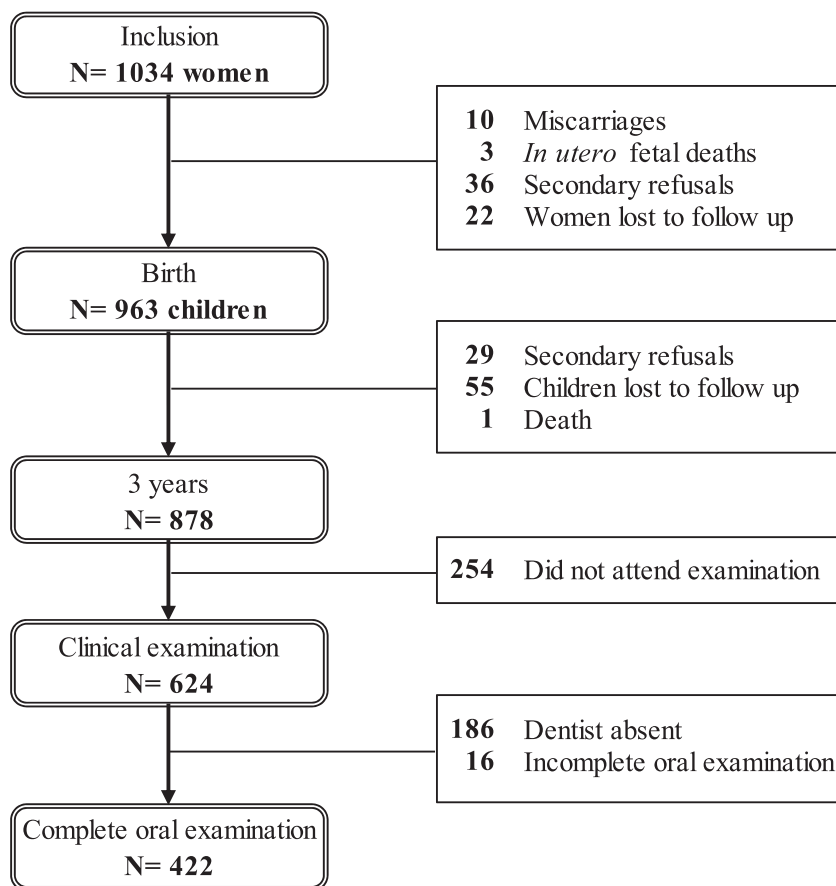 Inclusion
N= 1034 women
10 Miscarriages
3 In utero fetal deaths
36 Secondary refusals
22 Women lost to follow up
Birth
N= 963 children
29 Secondary refusals
55 Children lost to follow up
1 Death
3 years
N= 878
254 Did not attend examination
Clinical examination
N= 624
186 Dentist absent
16 Incomplete oral examination
Complete oral examination
N= 422